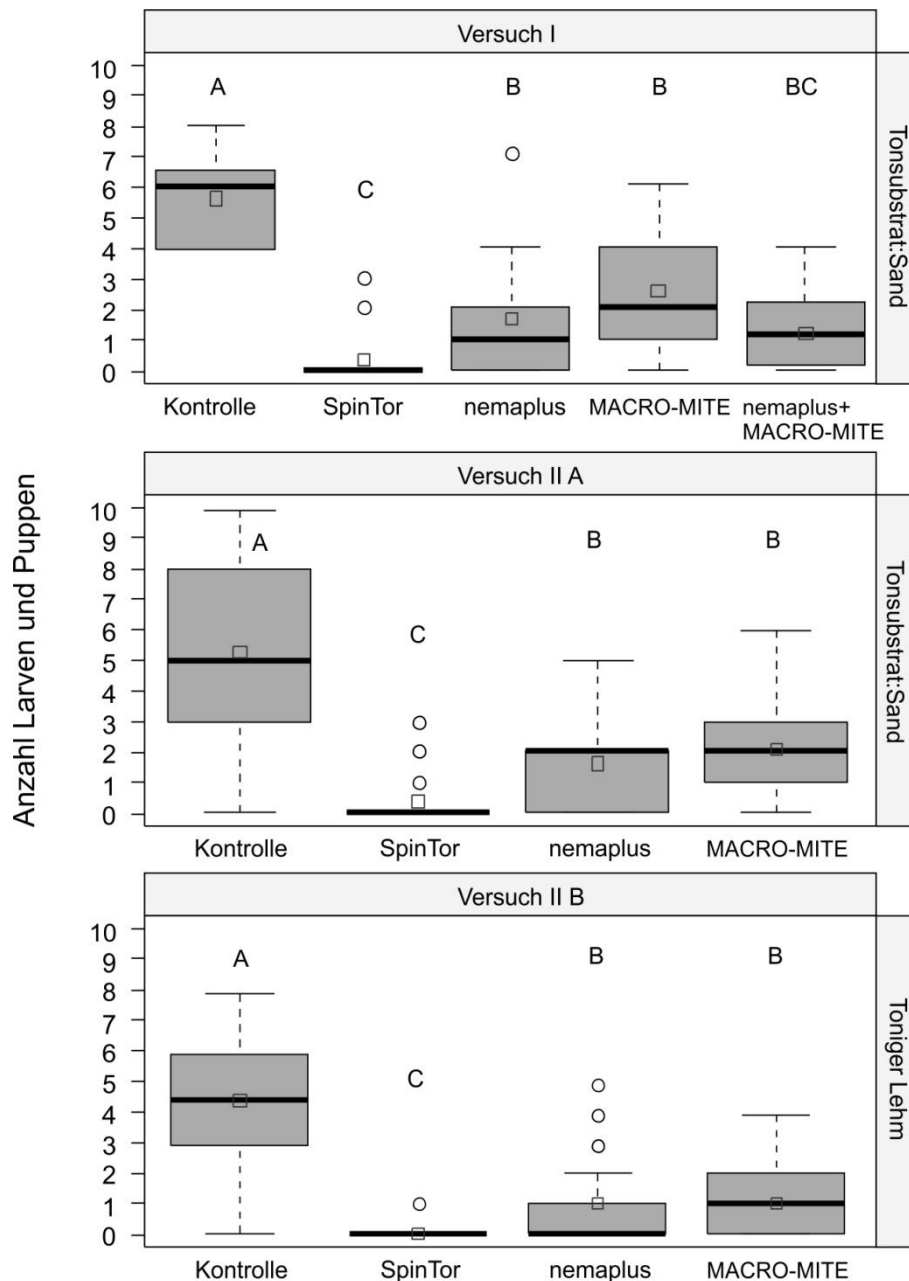 Versuch I
10
9
8
7
6
5
4
3
2
1
0
A
C
B
B
BC
Tonsubstrat:Sand
Kontrolle
SpinTor
nemaplus
MACRO-MITE
nemaplus+
MACRO-MITE
Anzahl Larven und Puppen
Versuch II A
10
9
8
7
6
5
4
3
2
1
0
A
C
B
B
Tonsubstrat:Sand
Kontrolle
SpinTor
nemaplus
MACRO-MITE
Versuch II B
10
9
8
7
6
5
4
3
2
1
0
A
C
B
B
Toniger Lehm
Kontrolle
SpinTor
nemaplus
MACRO-MITE